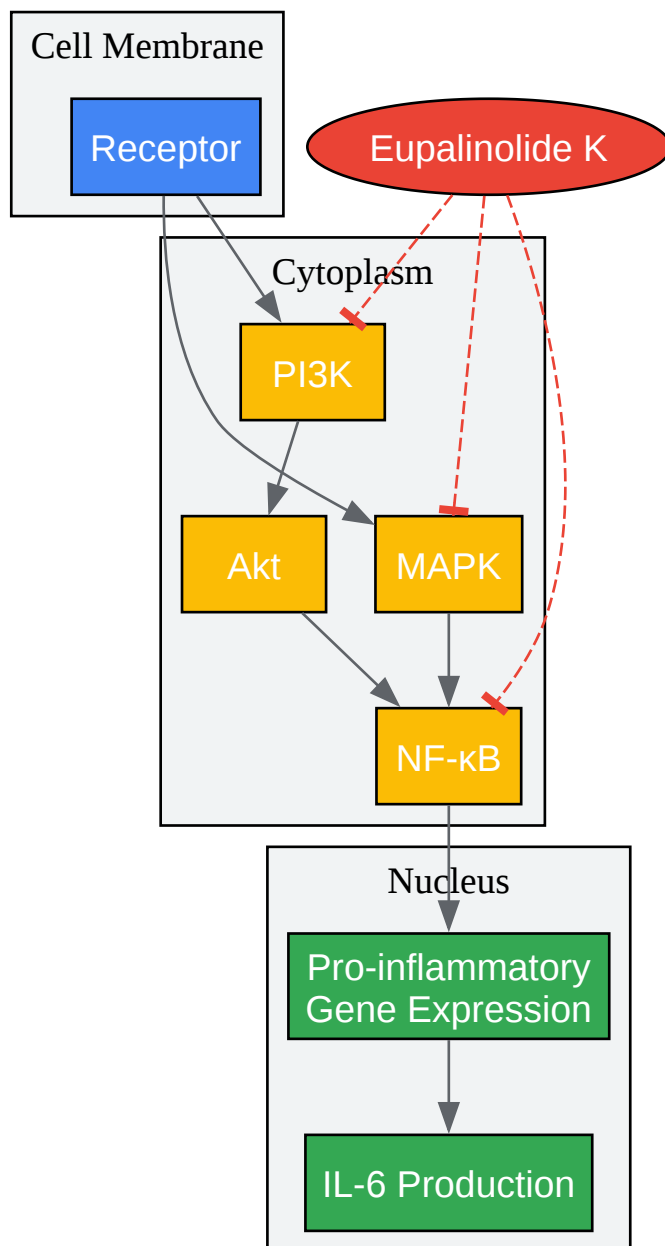 Cell Membrane
Receptor
Eupalinolide K
Cytoplasm
PI3K
Akt
MAPK
NF-κB
Nucleus
Pro-inflammatory
Gene Expression
IL-6 Production